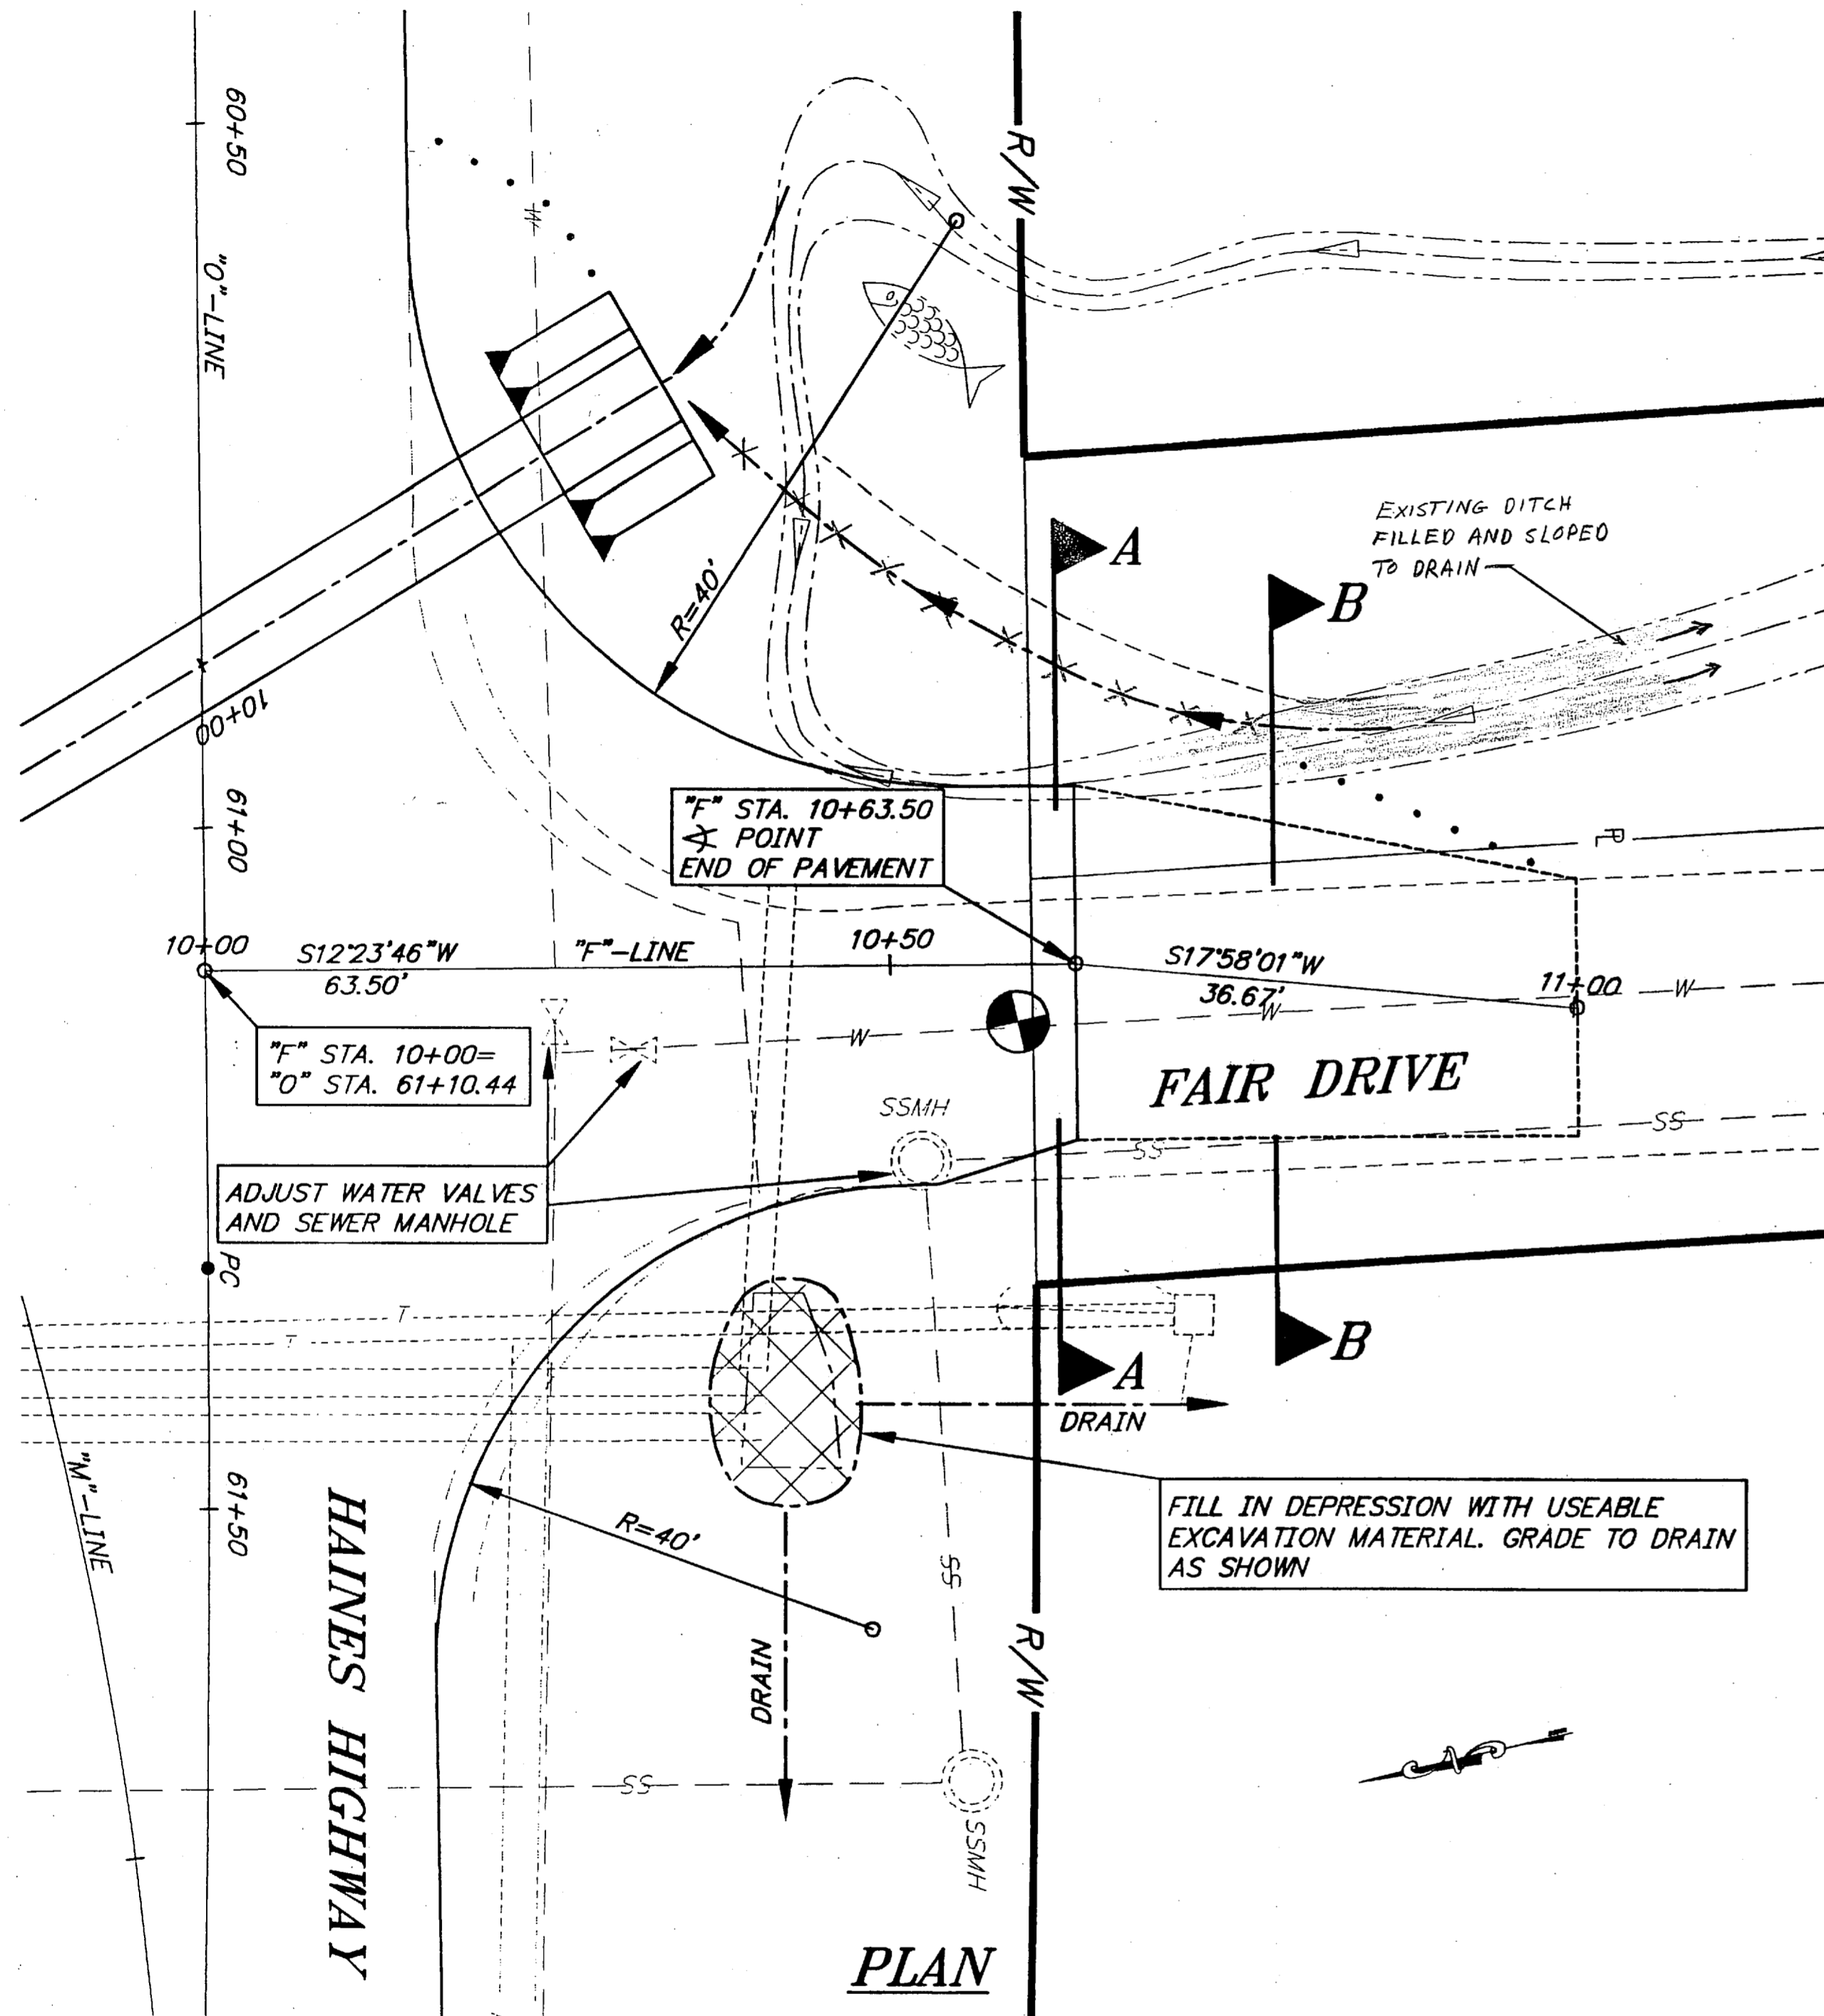 60+50
R/W
W
"O"-LINE
EXISTING DITCH
FILLED AND SLOPED
TO DRAIN
A
B
R=40'
10+00
61+00
"F" STA. 10+63.50
∢ POINT
END OF PAVEMENT
PL
10+00
S12°23'46"W
63.50'
"F"-LINE
10+50
S17°58'01"W
36.67'
11+00
W
W
W
"F" STA. 10+00=
"O" STA. 61+10.44
FAIR DRIVE
SSMH
SS
SS
ADJUST WATER VALVES
AND SEWER MANHOLE
PC
T
T
B
A
DRAIN
"M"-LINE
61+50
HAINES HIGHWAY
R=40'
FILL IN DEPRESSION WITH USEABLE
EXCAVATION MATERIAL. GRADE TO DRAIN
AS SHOWN
SS
DRAIN
R/W
SS
SSMH
N
PLAN